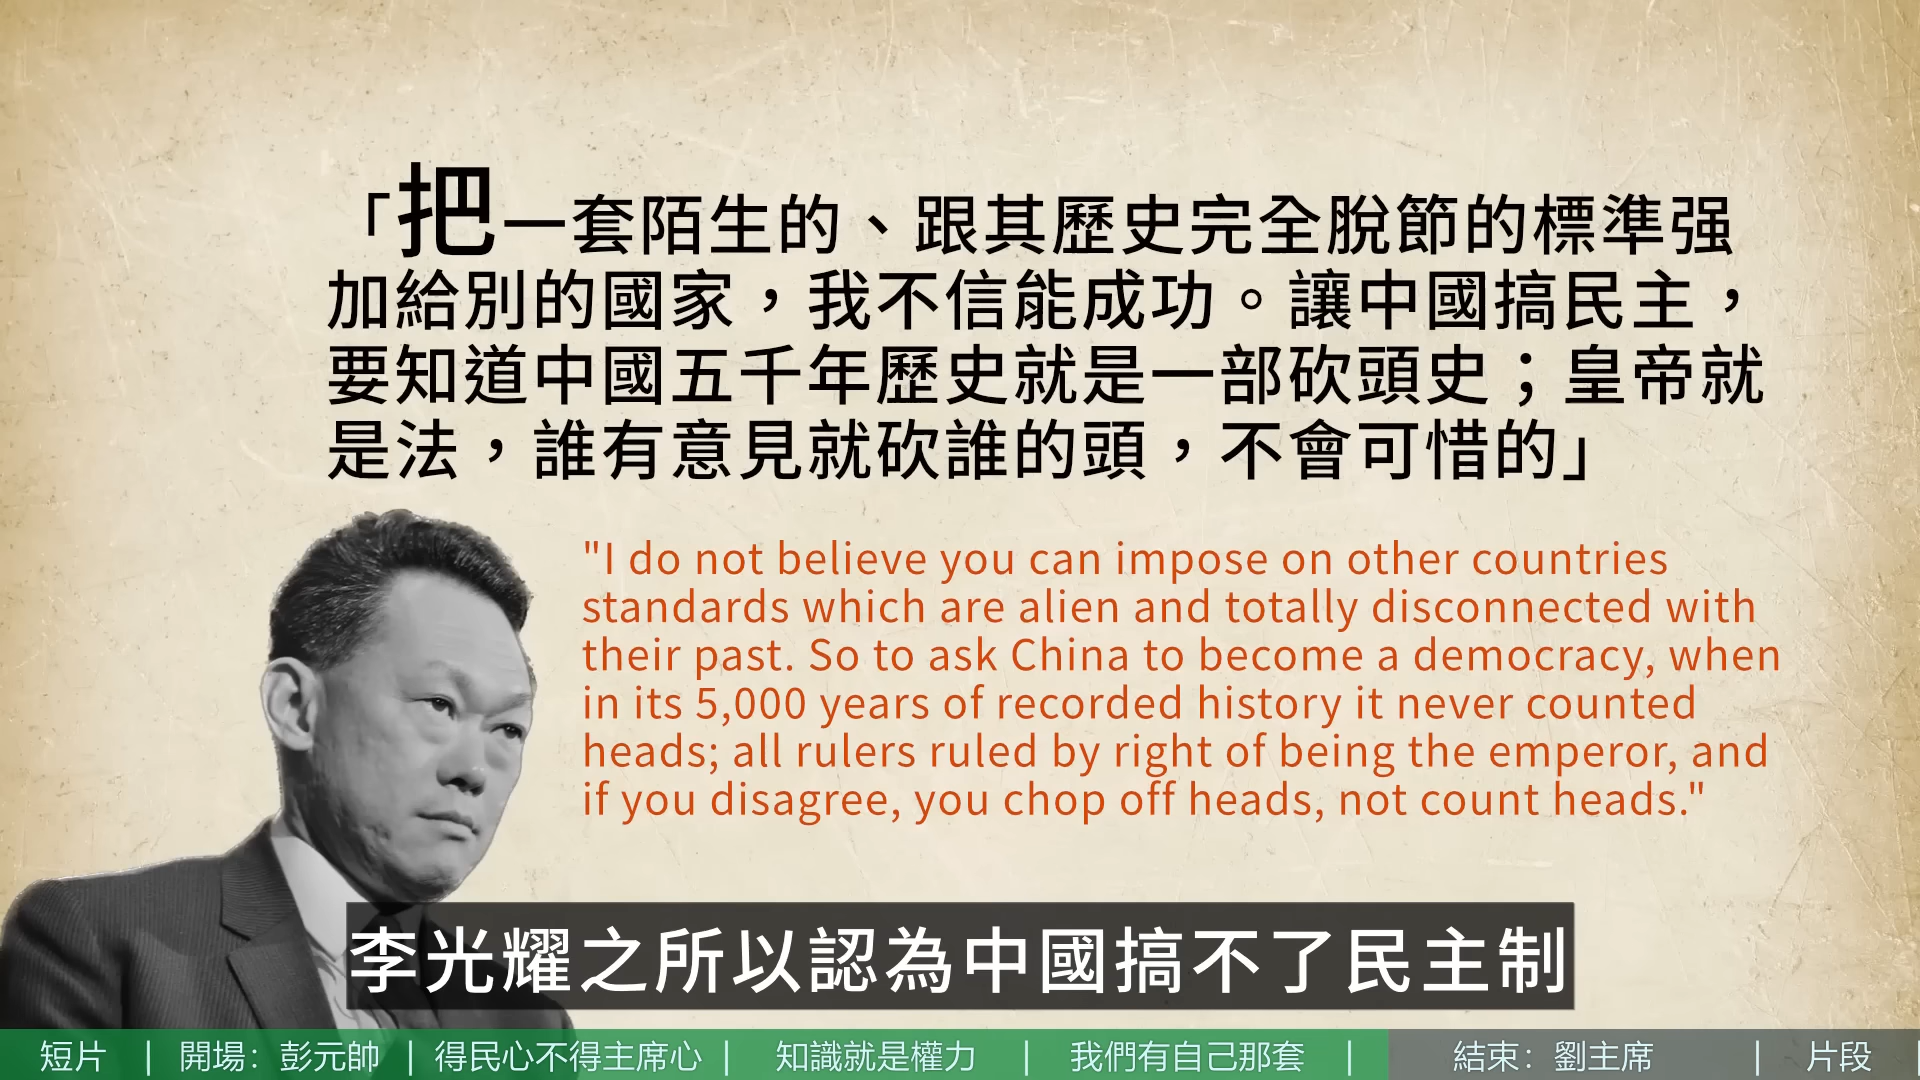 「把一套陌生的、跟其歷史完全脫節的標準强
加給別的國家，我不信能成功。讓中國搞民主，
要知道中國五千年歷史就是一部砍頭史；皇帝就
是法，誰有意見就砍誰的頭，不會可惜的」
"I do not believe you can impose on other countries
standards which are alien and totally disconnected with
their past. So to ask China to become a democracy, when
in its 5,000 years of recorded history it never counted
heads; all rulers ruled by right of being the emperor, and
if you disagree, you chop off heads, not count heads."
李光耀之所以認為中國搞不了民主制
短片 | 開場：彭元帥 | 得民心不得主席心 | 知識就是權力 | 我們有自己那套 | 結束：劉主席 | 片段